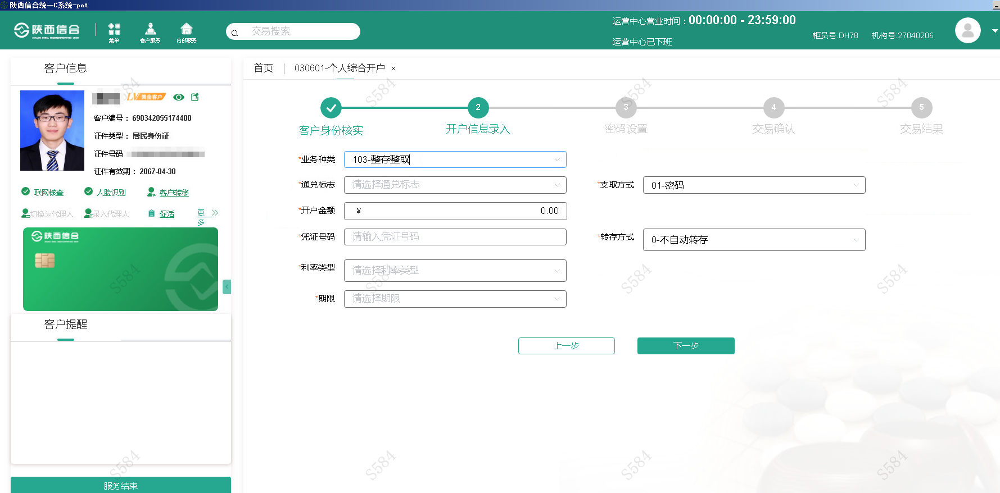 陕西信合统一C系统-pat
陕西信合
菜单
客户服务
内部服务
交易搜索
运营中心营业时间：00:00:00 - 23:59:00
运营中心已下班
柜员号:DH78
机构号:27040206
客户信息
LV黄金客户
客户编号： 690342055174400
证件类型： 居民身份证
证件号码
证件有效期： 2067-04-30
联网核查
人脸识别
客户转移
切换为代理人
录入代理人
促活
更多
陕西信合
客户提醒
服务结束
首页
030601-个人综合开户 ×
客户身份核实
2
开户信息录入
3
密码设置
4
交易确认
5
交易结果
*业务种类
103-整存整取
*通兑标志
请选择通兑标志
*支取方式
01-密码
*开户金额
¥ 0.00
*凭证号码
请输入凭证号码
*转存方式
0-不自动转存
*利率类型
请选择利率类型
*期限
请选择期限
上一步
下一步
S584
S584
S584
S584
S584
S584
S584
S584
S584
S584
S584
S584